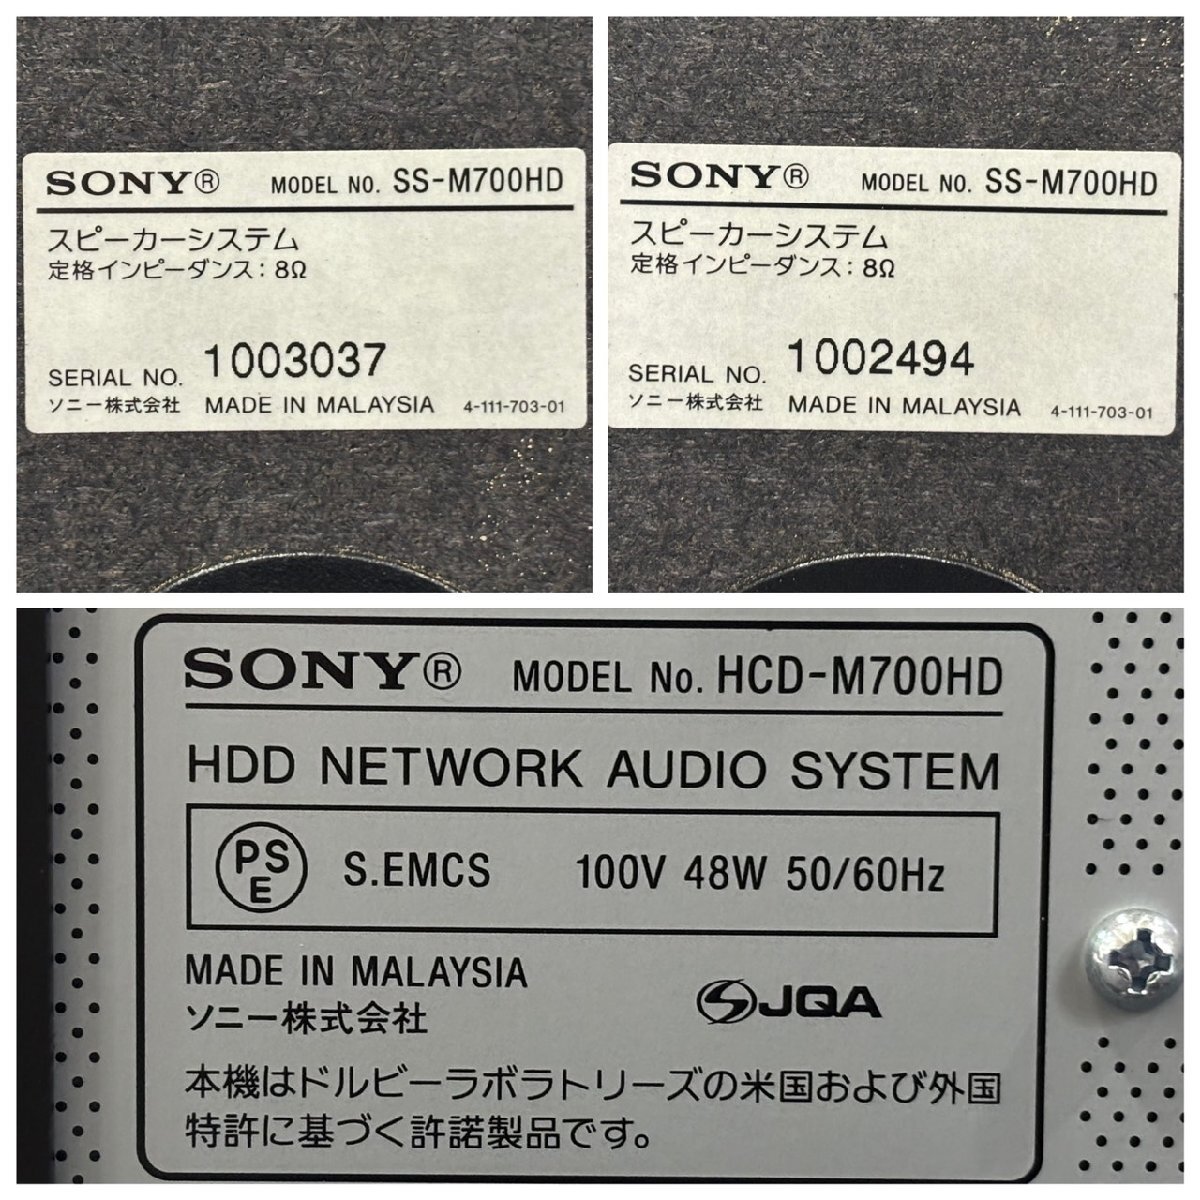 SONY® MODEL NO. SS-M700HD
スピーカーシステム
定格インピーダンス: 8Ω
SERIAL NO. 1003037
ソニー株式会社 MADE IN MALAYSIA 4-111-703-01
SONY® MODEL NO. SS-M700HD
スピーカーシステム
定格インピーダンス: 8Ω
SERIAL NO. 1002494
ソニー株式会社 MADE IN MALAYSIA 4-111-703-01
SONY® MODEL No. HCD-M700HD
HDD NETWORK AUDIO SYSTEM
PSE S.EMCS 100V 48W 50/60Hz
MADE IN MALAYSIA
ソニー株式会社 JQA
本機はドルビーラボラトリーズの米国および外国
特許に基づく許諾製品です。